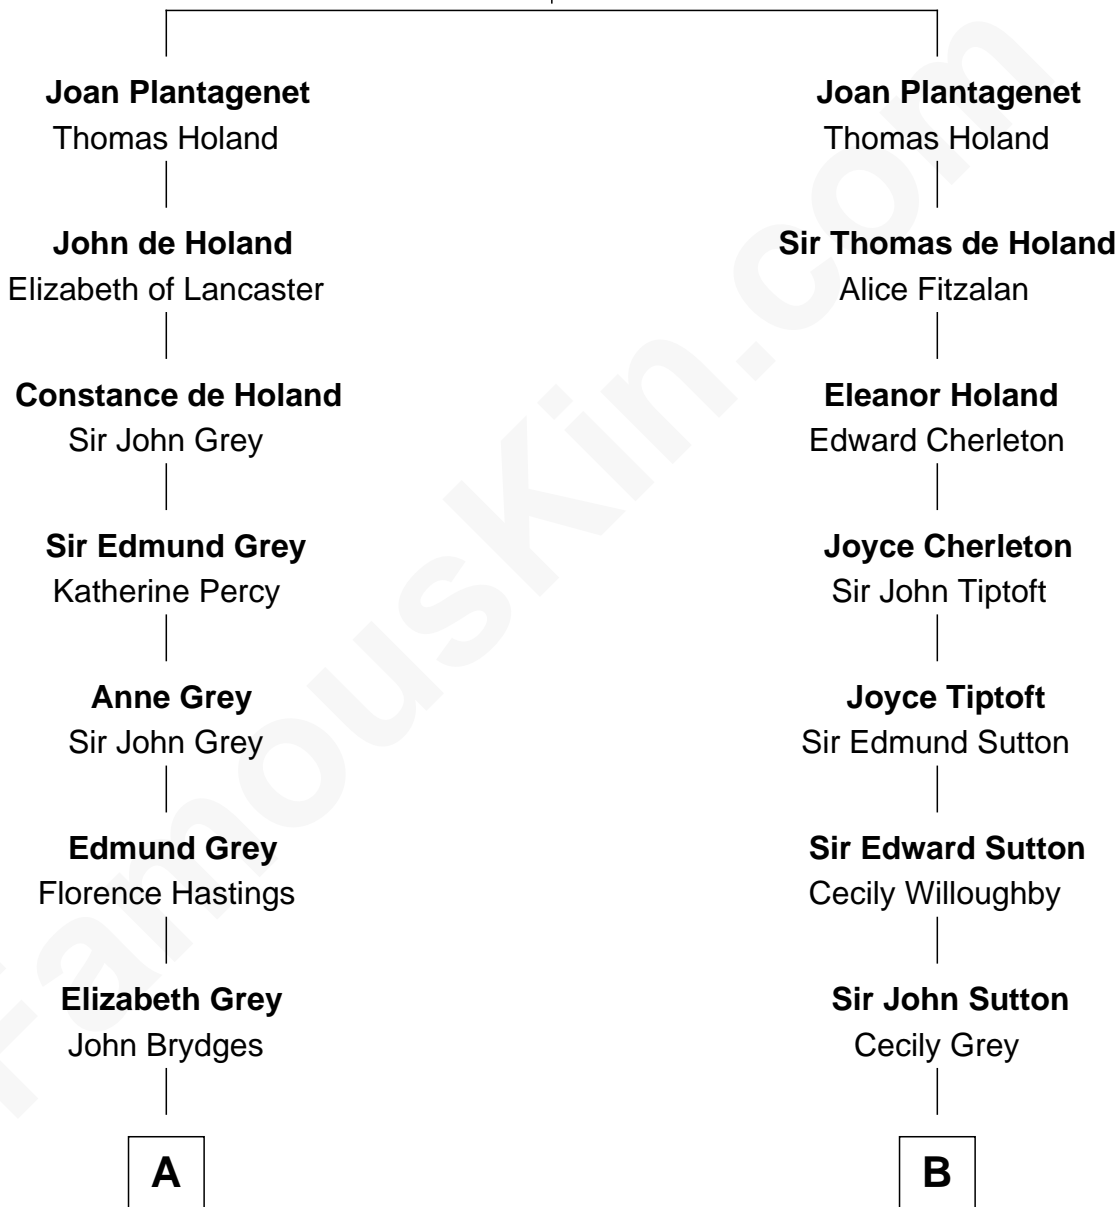 Joan Plantagenet
Thomas Holand
John de Holand
Elizabeth of Lancaster
Constance de Holand
Sir John Grey
Sir Edmund Grey
Katherine Percy
Anne Grey
Sir John Grey
Edmund Grey
Florence Hastings
Elizabeth Grey
John Brydges
A
Joan Plantagenet
Thomas Holand
Sir Thomas de Holand
Alice Fitzalan
Eleanor Holand
Edward Cherleton
Joyce Cherleton
Sir John Tiptoft
Joyce Tiptoft
Sir Edmund Sutton
Sir Edward Sutton
Cecily Willoughby
Sir John Sutton
Cecily Grey
B
FamousKin.com